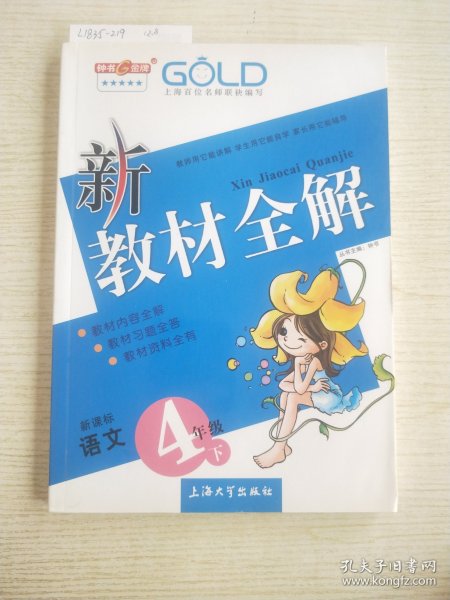 L1835-219
12.8
钟书G金牌®
★★★★★
GOLD
上海百位名师联袂编写
教师用它能讲解 学生用它能自学 家长用它能辅导
Xin Jiaocai Quanjie
新
教材全解
丛书主编:钟书
教材内容全解
教材习题全答
教材资料全有
新课标
语文
4年级
下
上海大学出版社
孔夫子旧书网
www.kongfz.com